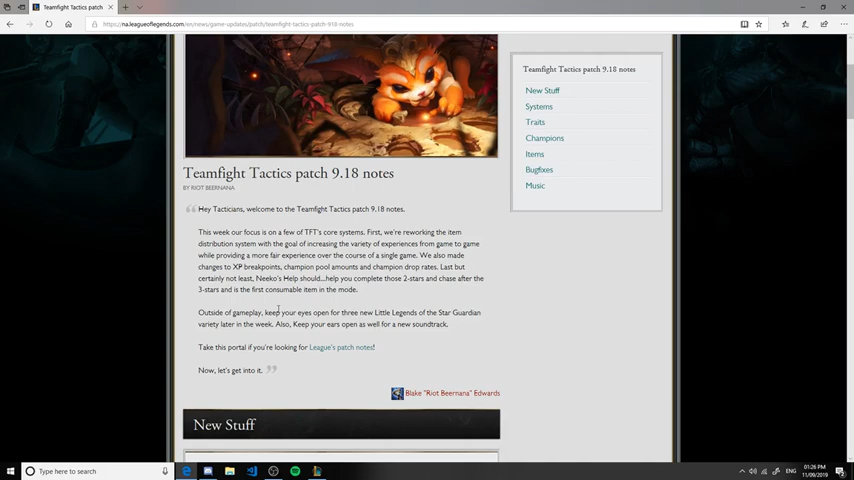 Teamfight Tactics patch
https://na.leagueoflegends.com/en/news/game-updates/patch/teamfight-tactics-patch-918-notes
Teamfight Tactics patch 9.18 notes
BY RIOT BEERNANA
Hey Tacticians, welcome to the Teamfight Tactics patch 9.18 notes.
This week our focus is on a few of TFT's core systems. First, we're reworking the item
distribution system with the goal of increasing the variety of experiences from game to game
while providing a more fair experience over the course of a single game. We also made
changes to XP breakpoints, champion pool amounts and champion drop rates. Last but
certainly not least, Neeko's Help should...help you complete those 2-stars and chase after the
3-stars and is the first consumable item in the mode.
Outside of gameplay, keep your eyes open for three new Little Legends of the Star Guardian
variety later in the week. Also, Keep your ears open as well for a new soundtrack.
Take this portal if you're looking for League's patch notes!
Now, let's get into it.
Blake "Riot Beernana" Edwards
New Stuff
Teamfight Tactics patch 9.18 notes
New Stuff
Systems
Traits
Champions
Items
Bugfixes
Music
Type here to search
ENG
01:26 PM
11/09/2019